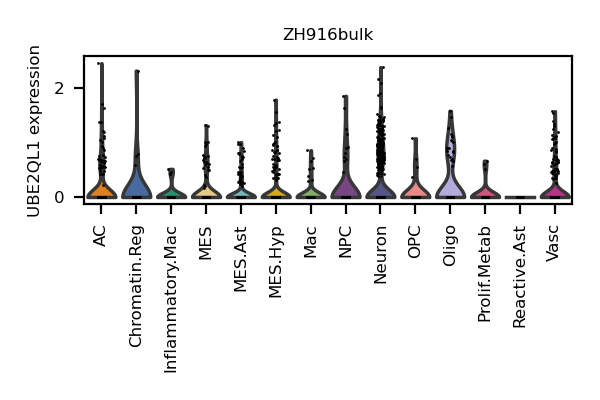 ZH916bulk
UBE2QL1 expression
2
0
AC
Chromatin.Reg
Inflammatory.Mac
MES
MES.Ast
MES.Hyp
Mac
NPC
Neuron
OPC
Oligo
Prolif.Metab
Reactive.Ast
Vasc